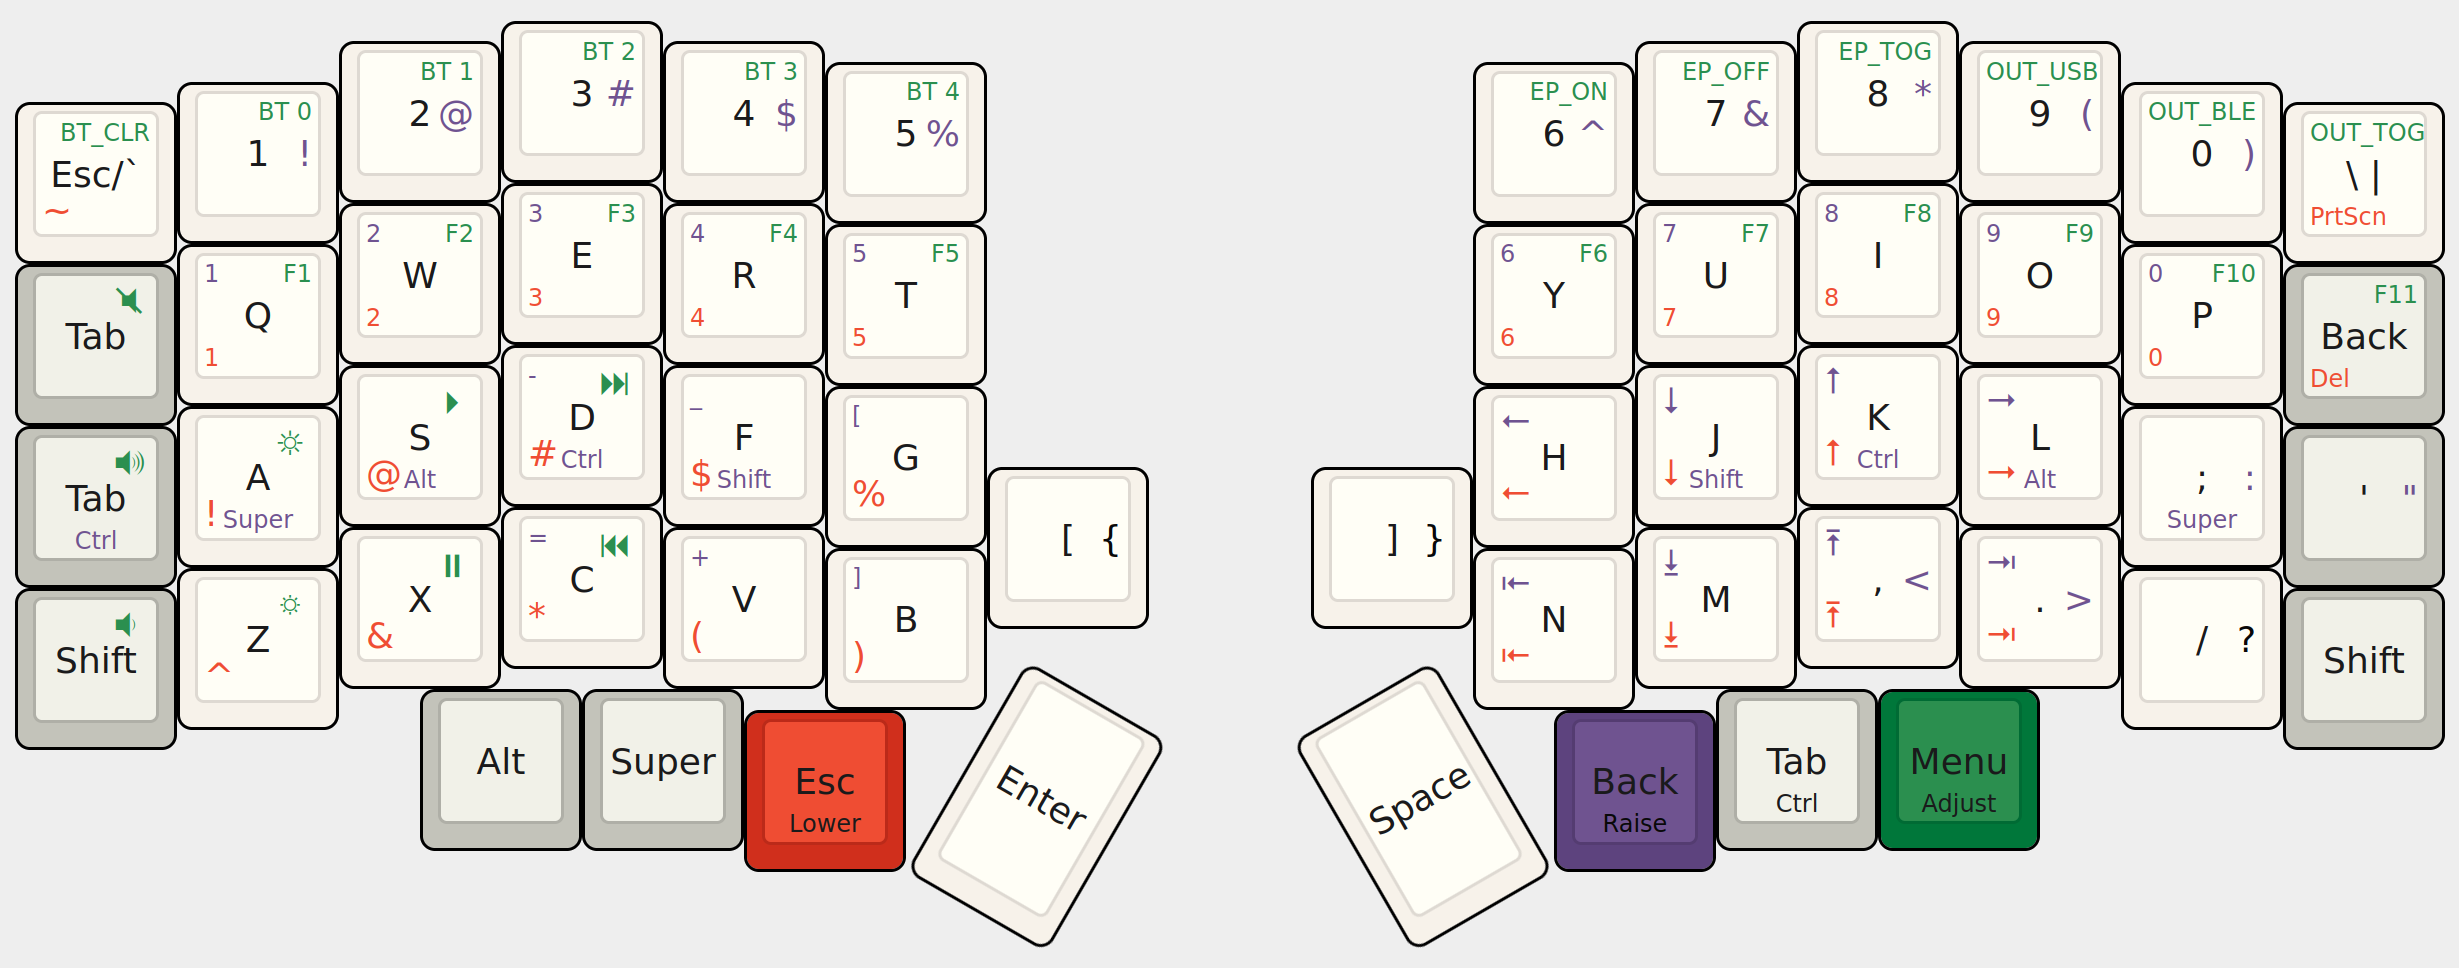 BT_CLR
Esc/`
~
BT 0
1 !
BT 1
2 @
BT 2
3 #
BT 3
4 $
BT 4
5 %
EP_ON
6 ^
EP_OFF
7 &
EP_TOG
8 *
OUT_USB
9 (
OUT_BLE
0 )
OUT_TOG
\ |
PrtScn
Tab
1 F1
Q
1
2 F2
W
2
3 F3
E
3
4 F4
R
4
5 F5
T
5
6 F6
Y
6
7 F7
U
7
8 F8
I
8
9 F9
O
9
0 F10
P
0
F11
Back
Del
Tab
Ctrl
A
! Super
S
@ Alt
-
D
# Ctrl
_
F
$ Shift
[
G
%
[ {
] }
←
H
←
↓
J
↓ Shift
↑
K
↑ Ctrl
→
L
→ Alt
; :
Super
' "
Shift
Z
^
X
&
=
C
*
+
V
(
]
B
)
⇤
N
⇤
⤓
M
⤓
⤒
, <
⤒
⇥
. >
⇥
/ ?
Shift
Alt
Super
Esc
Lower
Enter
Space
Back
Raise
Tab
Ctrl
Menu
Adjust